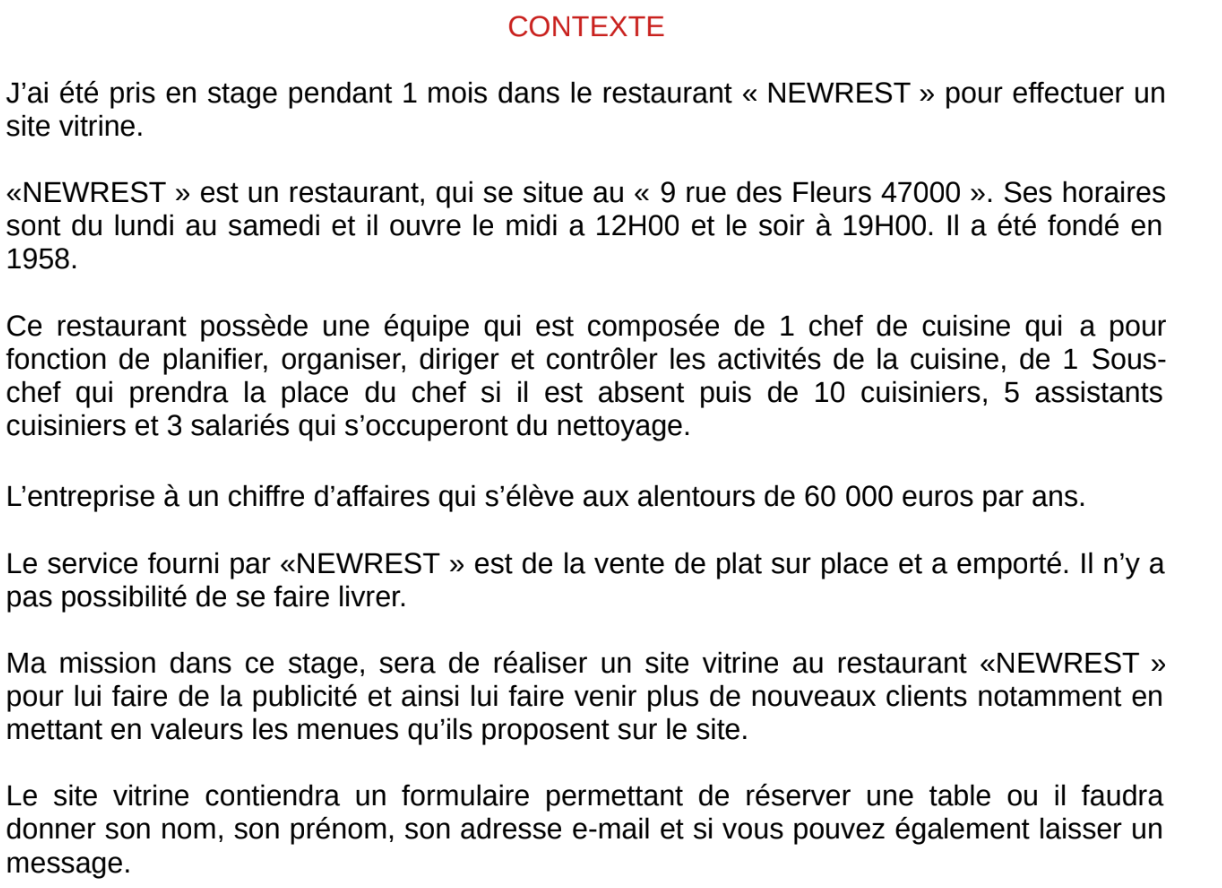 CONTEXTE
J’ai été pris en stage pendant 1 mois dans le restaurant « NEWREST » pour effectuer un
site vitrine.
«NEWREST » est un restaurant, qui se situe au « 9 rue des Fleurs 47000 ». Ses horaires
sont du lundi au samedi et il ouvre le midi a 12H00 et le soir à 19H00. Il a été fondé en
1958.
Ce restaurant possède une équipe qui est composée de 1 chef de cuisine qui a pour
fonction de planifier, organiser, diriger et contrôler les activités de la cuisine, de 1 Sous-
chef qui prendra la place du chef si il est absent puis de 10 cuisiniers, 5 assistants
cuisiniers et 3 salariés qui s’occuperont du nettoyage.
L’entreprise à un chiffre d’affaires qui s’élève aux alentours de 60 000 euros par ans.
Le service fourni par «NEWREST » est de la vente de plat sur place et a emporté. Il n’y a
pas possibilité de se faire livrer.
Ma mission dans ce stage, sera de réaliser un site vitrine au restaurant «NEWREST »
pour lui faire de la publicité et ainsi lui faire venir plus de nouveaux clients notamment en
mettant en valeurs les menues qu’ils proposent sur le site.
Le site vitrine contiendra un formulaire permettant de réserver une table ou il faudra
donner son nom, son prénom, son adresse e-mail et si vous pouvez également laisser un
message.